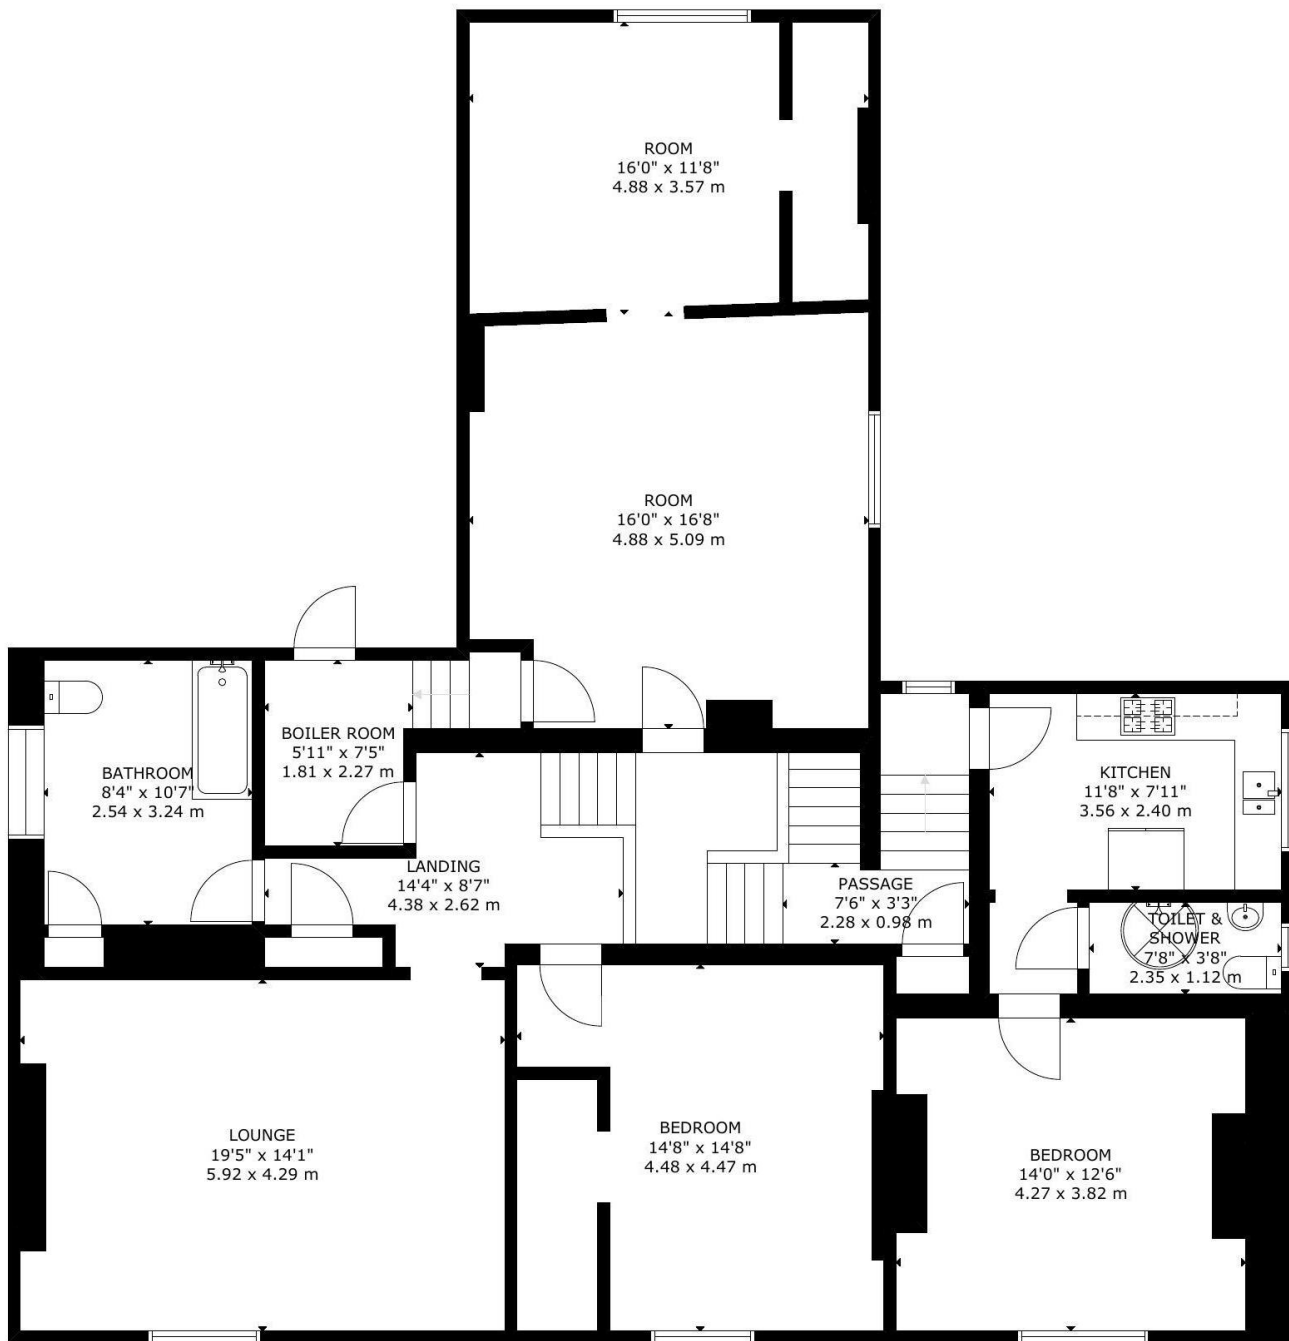 ROOM
16'0" x 11'8"
4.88 x 3.57 m
ROOM
16'0" x 16'8"
4.88 x 5.09 m
BOILER ROOM
5'11" x 7'5"
1.81 x 2.27 m
BATHROOM
8'4" x 10'7"
2.54 x 3.24 m
KITCHEN
11'8" x 7'11"
3.56 x 2.40 m
LANDING
14'4" x 8'7"
4.38 x 2.62 m
PASSAGE
7'6" x 3'3"
2.28 x 0.98 m
TOILET &
SHOWER
7'8" x 3'8"
2.35 x 1.12 m
LOUNGE
19'5" x 14'1"
5.92 x 4.29 m
BEDROOM
14'8" x 14'8"
4.48 x 4.47 m
BEDROOM
14'0" x 12'6"
4.27 x 3.82 m